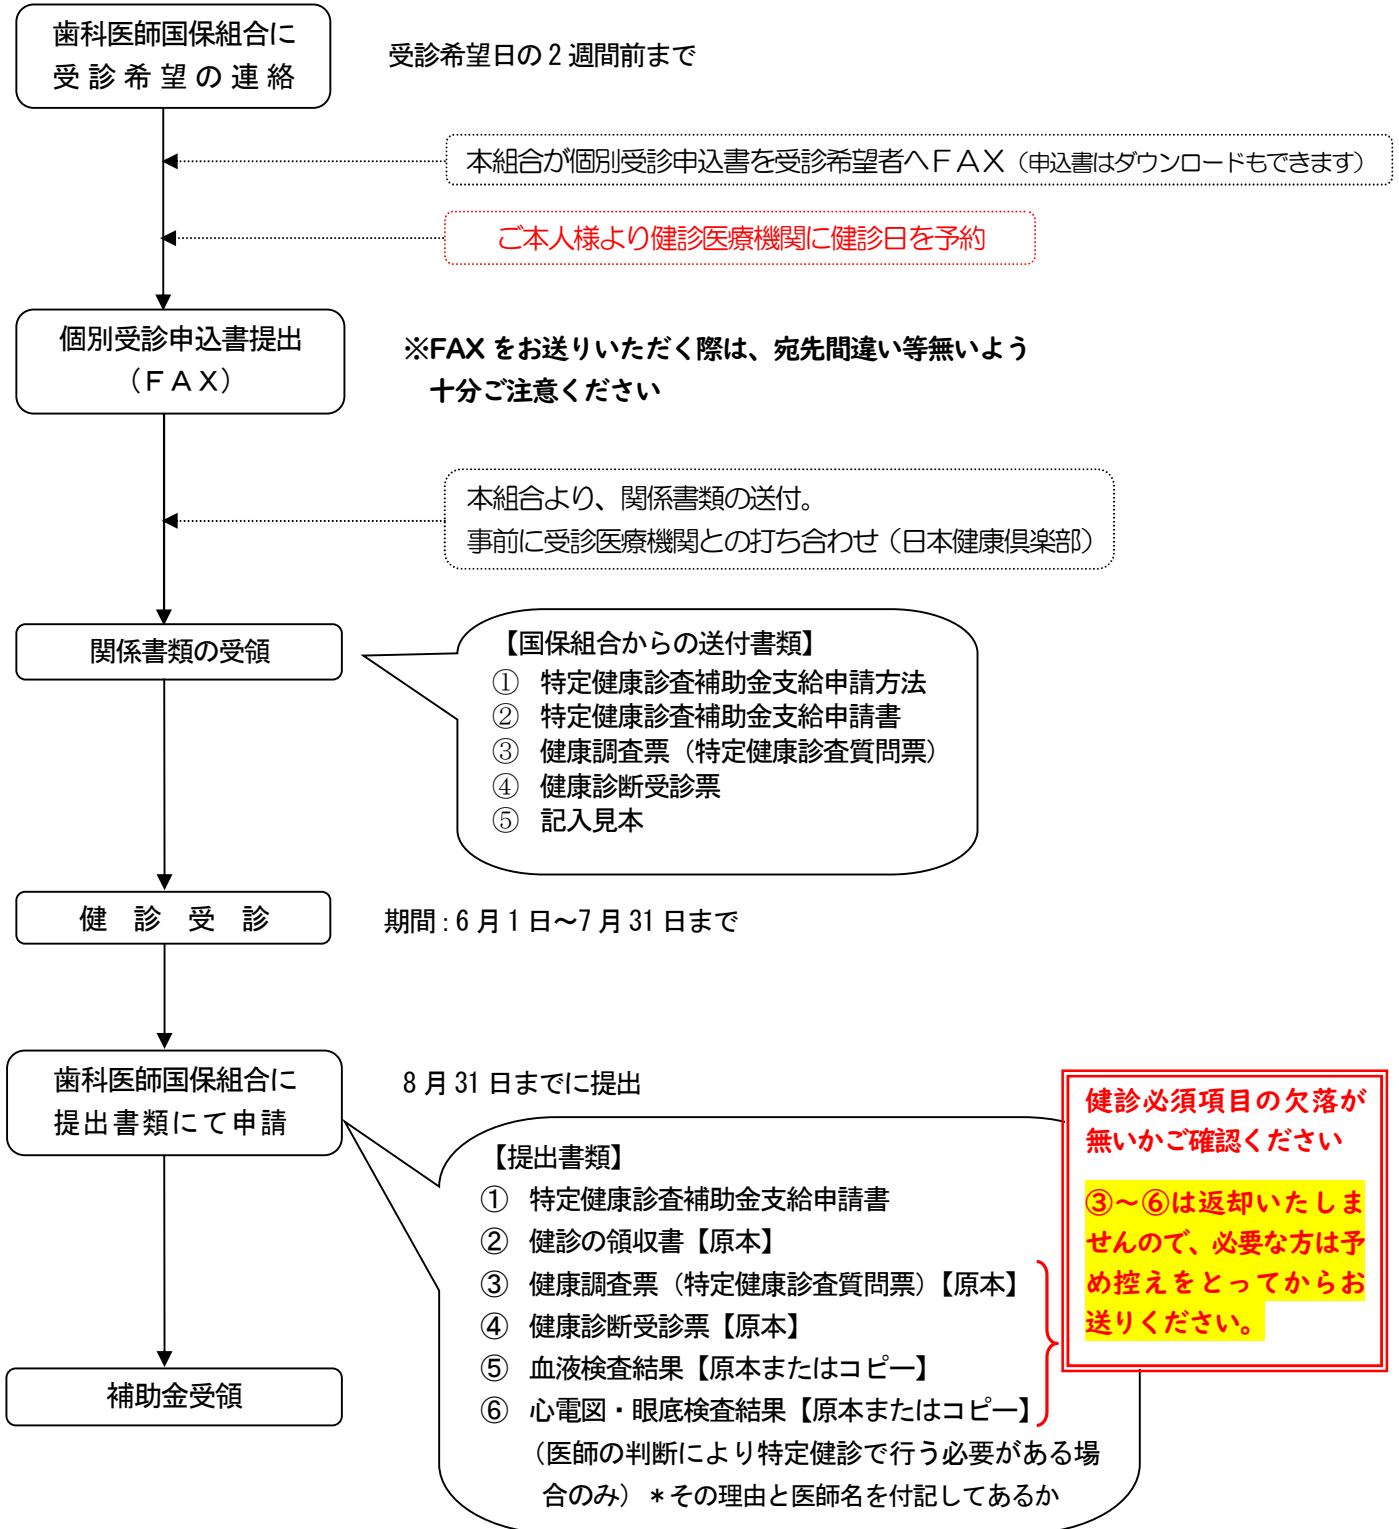 歯科医師国保組合に
受診希望の連絡
受診希望日の2週間前まで
本組合が個別受診申込書を受診希望者へFAX（申込書はダウンロードもできます）
ご本人様より健診医療機関に健診日を予約
個別受診申込書提出
（FAX）
※FAXをお送りいただく際は、宛先間違い等無いよう
十分ご注意ください
本組合より、関係書類の送付。
事前に受診医療機関との打ち合わせ（日本健康倶楽部）
関係書類の受領
【国保組合からの送付書類】
① 特定健康診査補助金支給申請方法
② 特定健康診査補助金支給申請書
③ 健康調査票（特定健康診査質問票）
④ 健康診断受診票
⑤ 記入見本
健 診 受 診
期間：6月1日～7月31日まで
歯科医師国保組合に
提出書類にて申請
8月31日までに提出
【提出書類】
① 特定健康診査補助金支給申請書
② 健診の領収書【原本】
③ 健康調査票（特定健康診査質問票）【原本】
④ 健康診断受診票【原本】
⑤ 血液検査結果【原本またはコピー】
⑥ 心電図・眼底検査結果【原本またはコピー】
（医師の判断により特定健診で行う必要がある場
合のみ）＊その理由と医師名を付記してあるか
健診必須項目の欠落が
無いかご確認ください
③～⑥は返却いたしま
せんので、必要な方は予
め控えをとってからお
送りください。
補助金受領